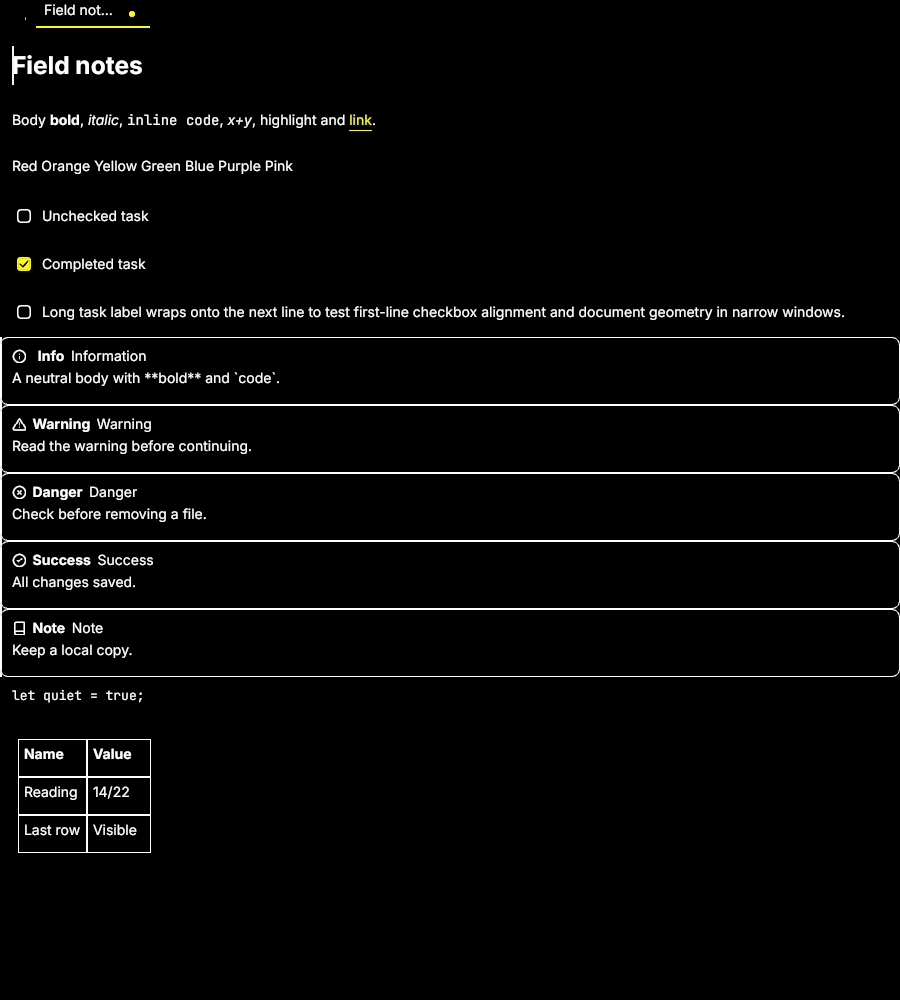 Field not...
Field notes
Body bold, italic, inline code, x+y, highlight and link.
Red Orange Yellow Green Blue Purple Pink
Unchecked task
Completed task
Long task label wraps onto the next line to test first-line checkbox alignment and document geometry in narrow windows.
Info Information
A neutral body with **bold** and `code`.
Warning Warning
Read the warning before continuing.
Danger Danger
Check before removing a file.
Success Success
All changes saved.
Note Note
Keep a local copy.
let quiet = true;
Name Value
Reading 14/22
Last row Visible